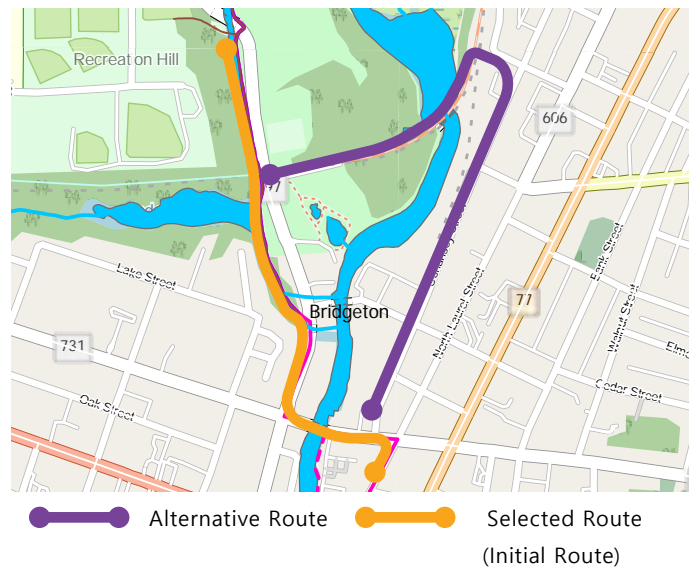 Recreation Hill
606
Lake Street
Bank Street
77
North Laurel Street
Walnut Street
Bridgeton
731
Cedar Street
Oak Street
Alternative Route
Selected Route
(Initial Route)